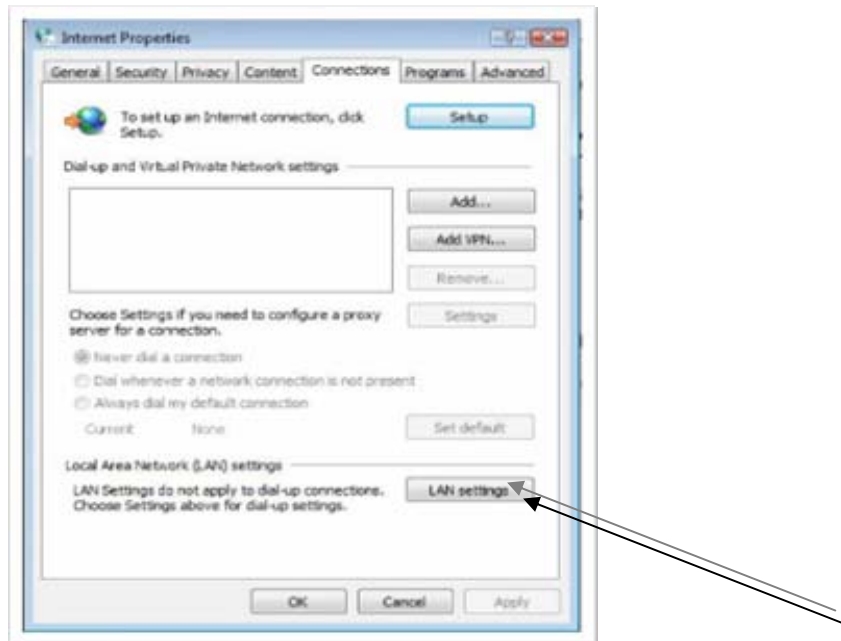 Internet Properties
General Security Privacy Content Connections Programs Advanced
To set up an Internet connection, click
Setup.
Setup
Dial-up and Virtual Private Network settings
Add...
Add VPN...
Remove...
Choose Settings if you need to configure a proxy
server for a connection.
Settings
Never dial a connection
Dial whenever a network connection is not present
Always dial my default connection
Current None
Set default
Local Area Network (LAN) settings
LAN Settings do not apply to dial-up connections.
Choose Settings above for dial-up settings.
LAN settings
OK Cancel Apply